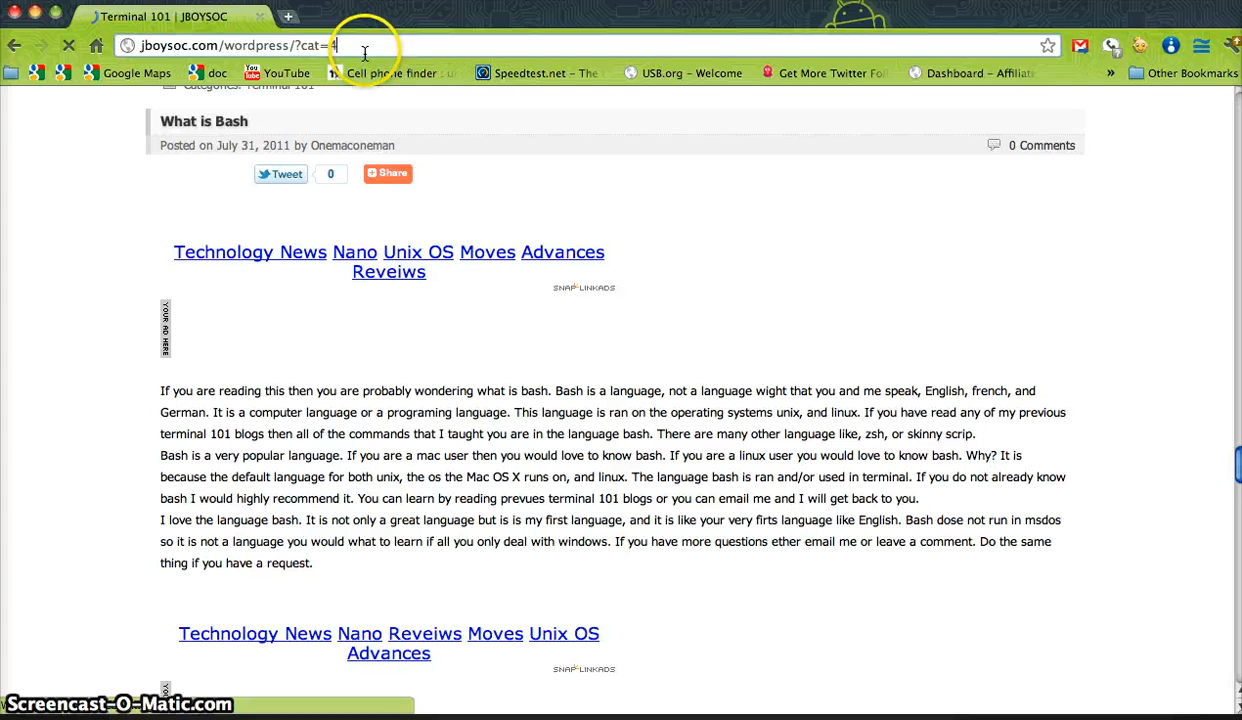 Terminal 101 | JBOYSOC
jboysoc.com/wordpress/?cat=4
Google Maps
doc
YouTube
Cell phone finder : u
Speedtest.net – The
USB.org – Welcome
Get More Twitter Fo
Dashboard – Affiliat
»
Other Bookmarks
Categories: Terminal 101
What is Bash
Posted on July 31, 2011 by Onemaconeman
0 Comments
Tweet
0
Share
Technology News Nano Unix OS Moves Advances
Reveiws
SNAP LINKADS
YOUR AD HERE
If you are reading this then you are probably wondering what is bash. Bash is a language, not a language wight that you and me speak, English, french, and
German. It is a computer language or a programing language. This language is ran on the operating systems unix, and linux. If you have read any of my previous
terminal 101 blogs then all of the commands that I taught you are in the language bash. There are many other language like, zsh, or skinny scrip.
Bash is a very popular language. If you are a mac user then you would love to know bash. If you are a linux user you would love to know bash. Why? It is
because the default language for both unix, the os the Mac OS X runs on, and linux. The language bash is ran and/or used in terminal. If you do not already know
bash I would highly recommend it. You can learn by reading prevues terminal 101 blogs or you can email me and I will get back to you.
I love the language bash. It is not only a great language but is is my first language, and it is like your very firts language like English. Bash dose not run in msdos
so it is not a language you would what to learn if all you only deal with windows. If you have more questions ether email me or leave a comment. Do the same
thing if you have a request.
Technology News Nano Reveiws Moves Unix OS
Advances
SNAP LINKADS
Screencast-O-Matic.com